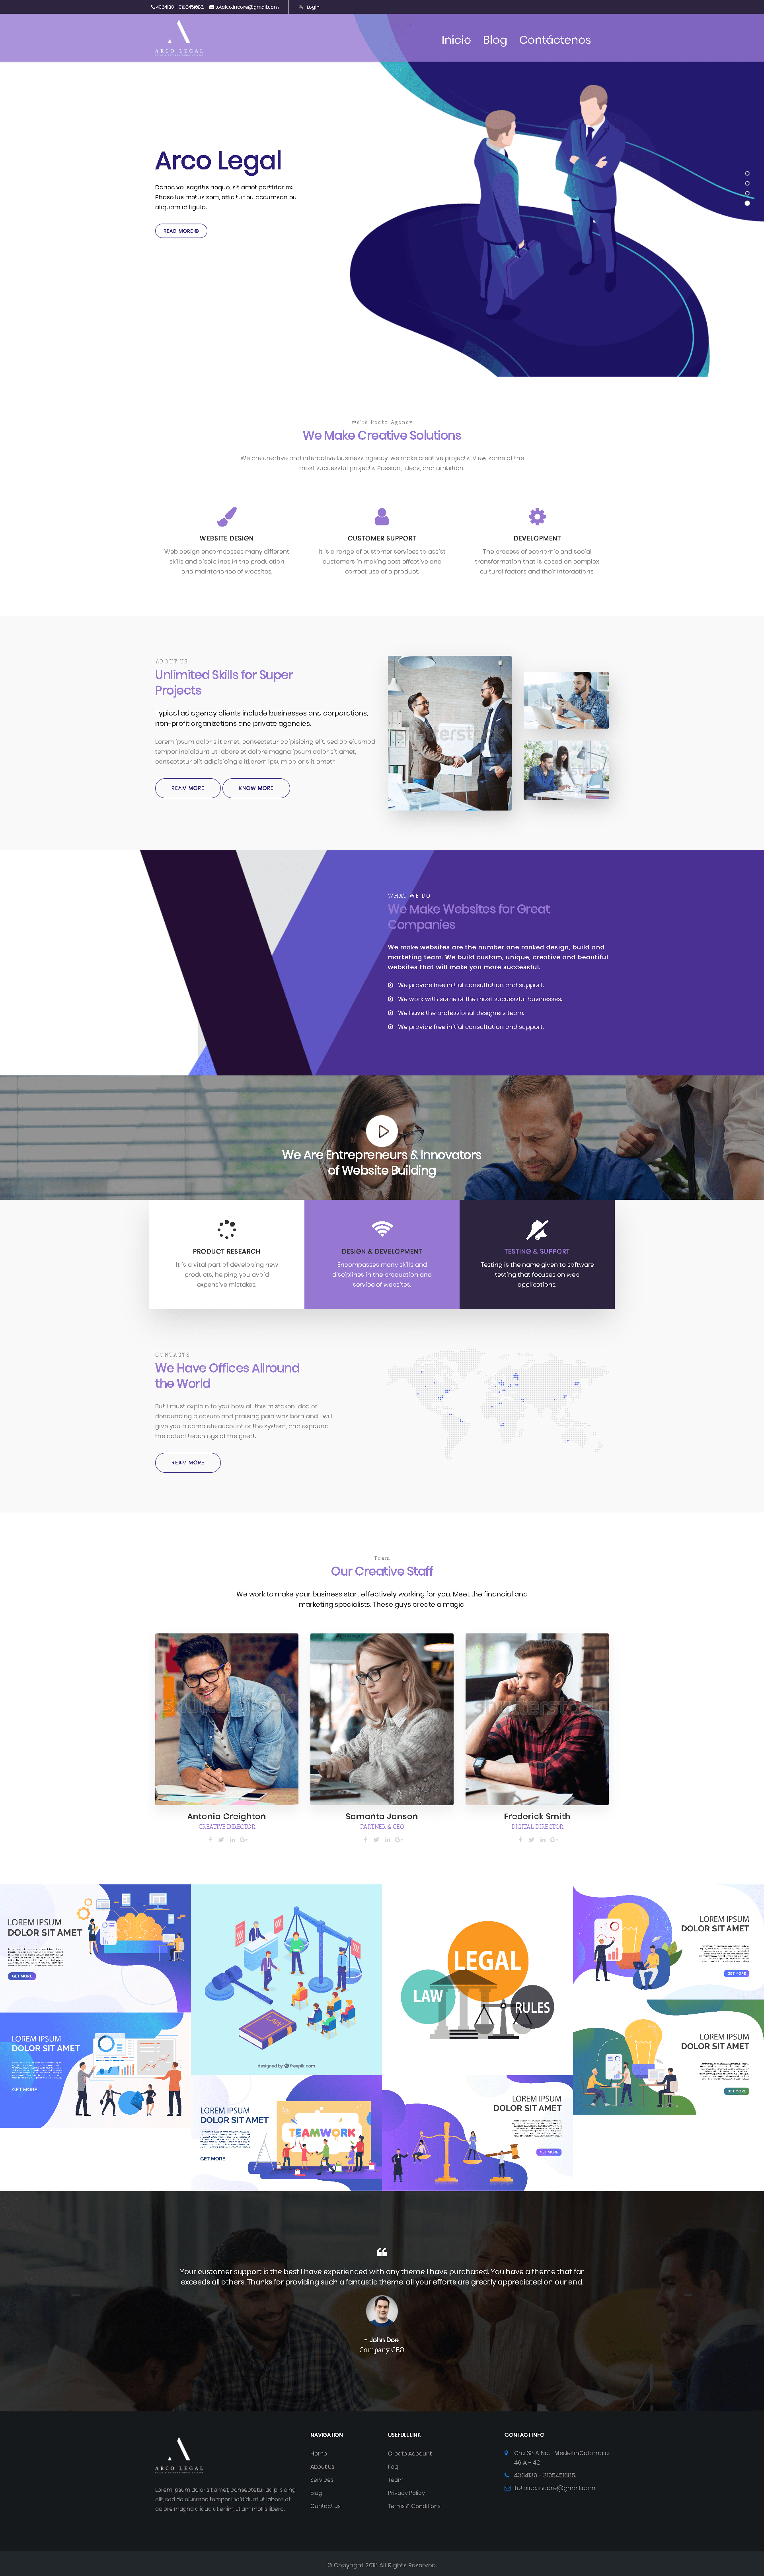 Login
ARCO LEGAL
Inicio Blog Contáctenos
Arco Legal
Donec vel sagittis neque, sit amet porttitor ex.
Phasellus metus sem, efficitur eu accumsan eu
aliquam id ligula.
READ MORE
We're Percto Agency
We Make Creative Solutions
We are creative and interactive business agency, we make creative projects. View some of the
most successful projects. Passion, ideas, and ambition.
WEBSITE DESIGN
Web design encompasses many different
skills and disciplines in the production
and maintenance of websites.
CUSTOMER SUPPORT
It is a range of customer services to assist
customers in making cost effective and
correct use of a product.
DEVELOPMENT
The process of economic and social
transformation that is based on complex
cultural factors and their interactions.
ABOUT US
Unlimited Skills for Super
Projects
Typical ad agency clients include businesses and corporations,
non-profit organizations and private agencies.
Lorem ipsum dolor s it amet, consectetur adipisicing elit, sed do eiusmod
tempor incididunt ut labore et dolore magna ipsum dolor sit amet,
consectetur elit adipisicing elitLorem ipsum dolor s it ametr
REAM MORE
KNOW MORE
WHAT WE DO
We Make Websites for Great
Companies
We make websites are the number one ranked design, build and
marketing team. We build custom, unique, creative and beautiful
websites that will make you more successful.
We provide free initial consultation and support.
We work with some of the most successful businesses.
We have the professional designers team.
We provide free initial consultation and support.
We Are Entrepreneurs & Innovators
of Website Building
PRODUCT RESEARCH
It is a vital part of developing new
products, helping you avoid
expensive mistakes.
DESIGN & DEVELOPMENT
Encompasses many skills and
disciplines in the production and
service of websites.
TESTING & SUPPORT
Testing is the name given to software
testing that focuses on web
applications.
CONTACTS
We Have Offices Allround
the World
But I must explain to you how all this mistaken idea of
denouncing pleasure and praising pain was born and I will
give you a complete account of the system, and expound
the actual teachings of the great.
REAM MORE
Team
Our Creative Staff
We work to make your business start effectively working for you. Meet the financial and
marketing specialists. These guys create a magic.
shutterstock
shutterstock
Antonio Creighton
CREATIVE DIRECTOR
Samanta Jonson
PARTNER & CEO
Frederick Smith
DIGITAL DIRECTOR
LOREM IPSUM
DOLOR SIT AMET
GET MORE
LOREM IPSUM
DOLOR SIT AMET
GET MORE
LAW
designed by freepik.com
LOREM IPSUM
DOLOR SIT AMET
TEAMWORK
GET MORE
LEGAL
LAW
RULES
LOREM IPSUM
DOLOR SIT AMET
GET MORE
LOREM IPSUM
DOLOR SIT AMET
GET MORE
LOREM IPSUM
DOLOR SIT AMET
GET MORE
Your customer support is the best I have experienced with any theme I have purchased. You have a theme that far
exceeds all others. Thanks for providing such a fantastic theme, all your efforts are greatly appreciated on our end.
- John Doe
Company CEO
ARCO LEGAL
Lorem ipsum dolor sit amet, consectetur adipi sicing
elit, sed do eiusmod tempor incididunt ut labore et
dolore magna aliqua ut enim, Etiam mollis libero.
NAVIGATION
Home
About Us
Services
Blog
Contact us
USEFULL LINK
Create Account
Faq
Team
Privacy Policy
Terms & Conditions
CONTACT INFO
Cra 68 A No. Medellin Colombia
46 A - 42
4364130 - 3105451695.
totalco.incore@gmail.com
© Copyright 2019 All Rights Reserved.